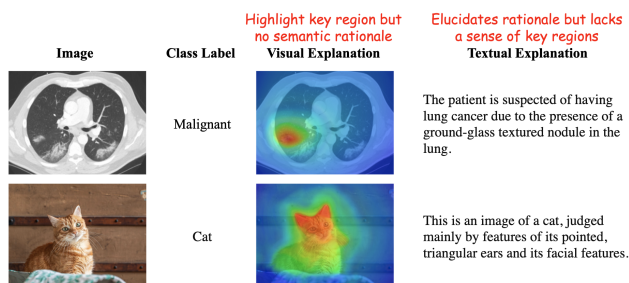 Highlight key region but
no semantic rationale
Elucidates rationale but lacks
a sense of key regions
Image
Class Label
Visual Explanation
Textual Explanation
Malignant
The patient is suspected of having
lung cancer due to the presence of a
ground-glass textured nodule in the
lung.
Cat
This is an image of a cat, judged
mainly by features of its pointed,
triangular ears and its facial features.